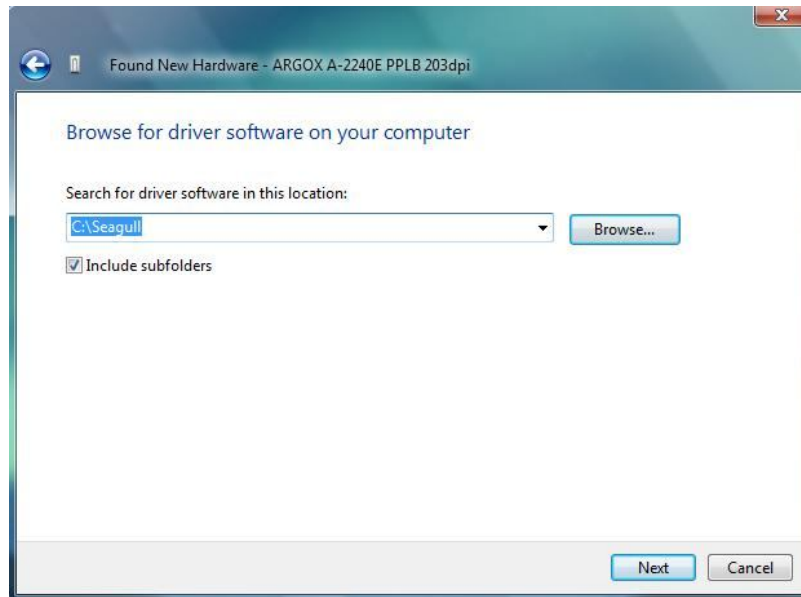 Found New Hardware - ARGOX A-2240E PPLB 203dpi
Browse for driver software on your computer
Search for driver software in this location:
C:\Seagull
Browse...
Include subfolders
Next
Cancel